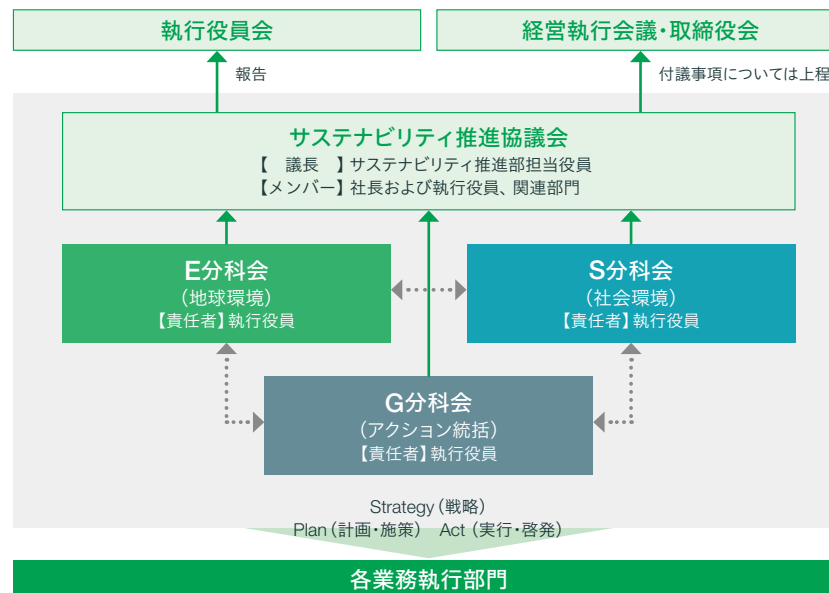 執行役員会
経営執行会議・取締役会
報告
付議事項については上程
サステナビリティ推進協議会
【　議長　】サステナビリティ推進部担当役員
【メンバー】社長および執行役員、関連部門
E分科会
（地球環境）
【責任者】執行役員
S分科会
（社会環境）
【責任者】執行役員
G分科会
（アクション統括）
【責任者】執行役員
Strategy（戦略）
Plan（計画・施策）　Act（実行・啓発）
各業務執行部門